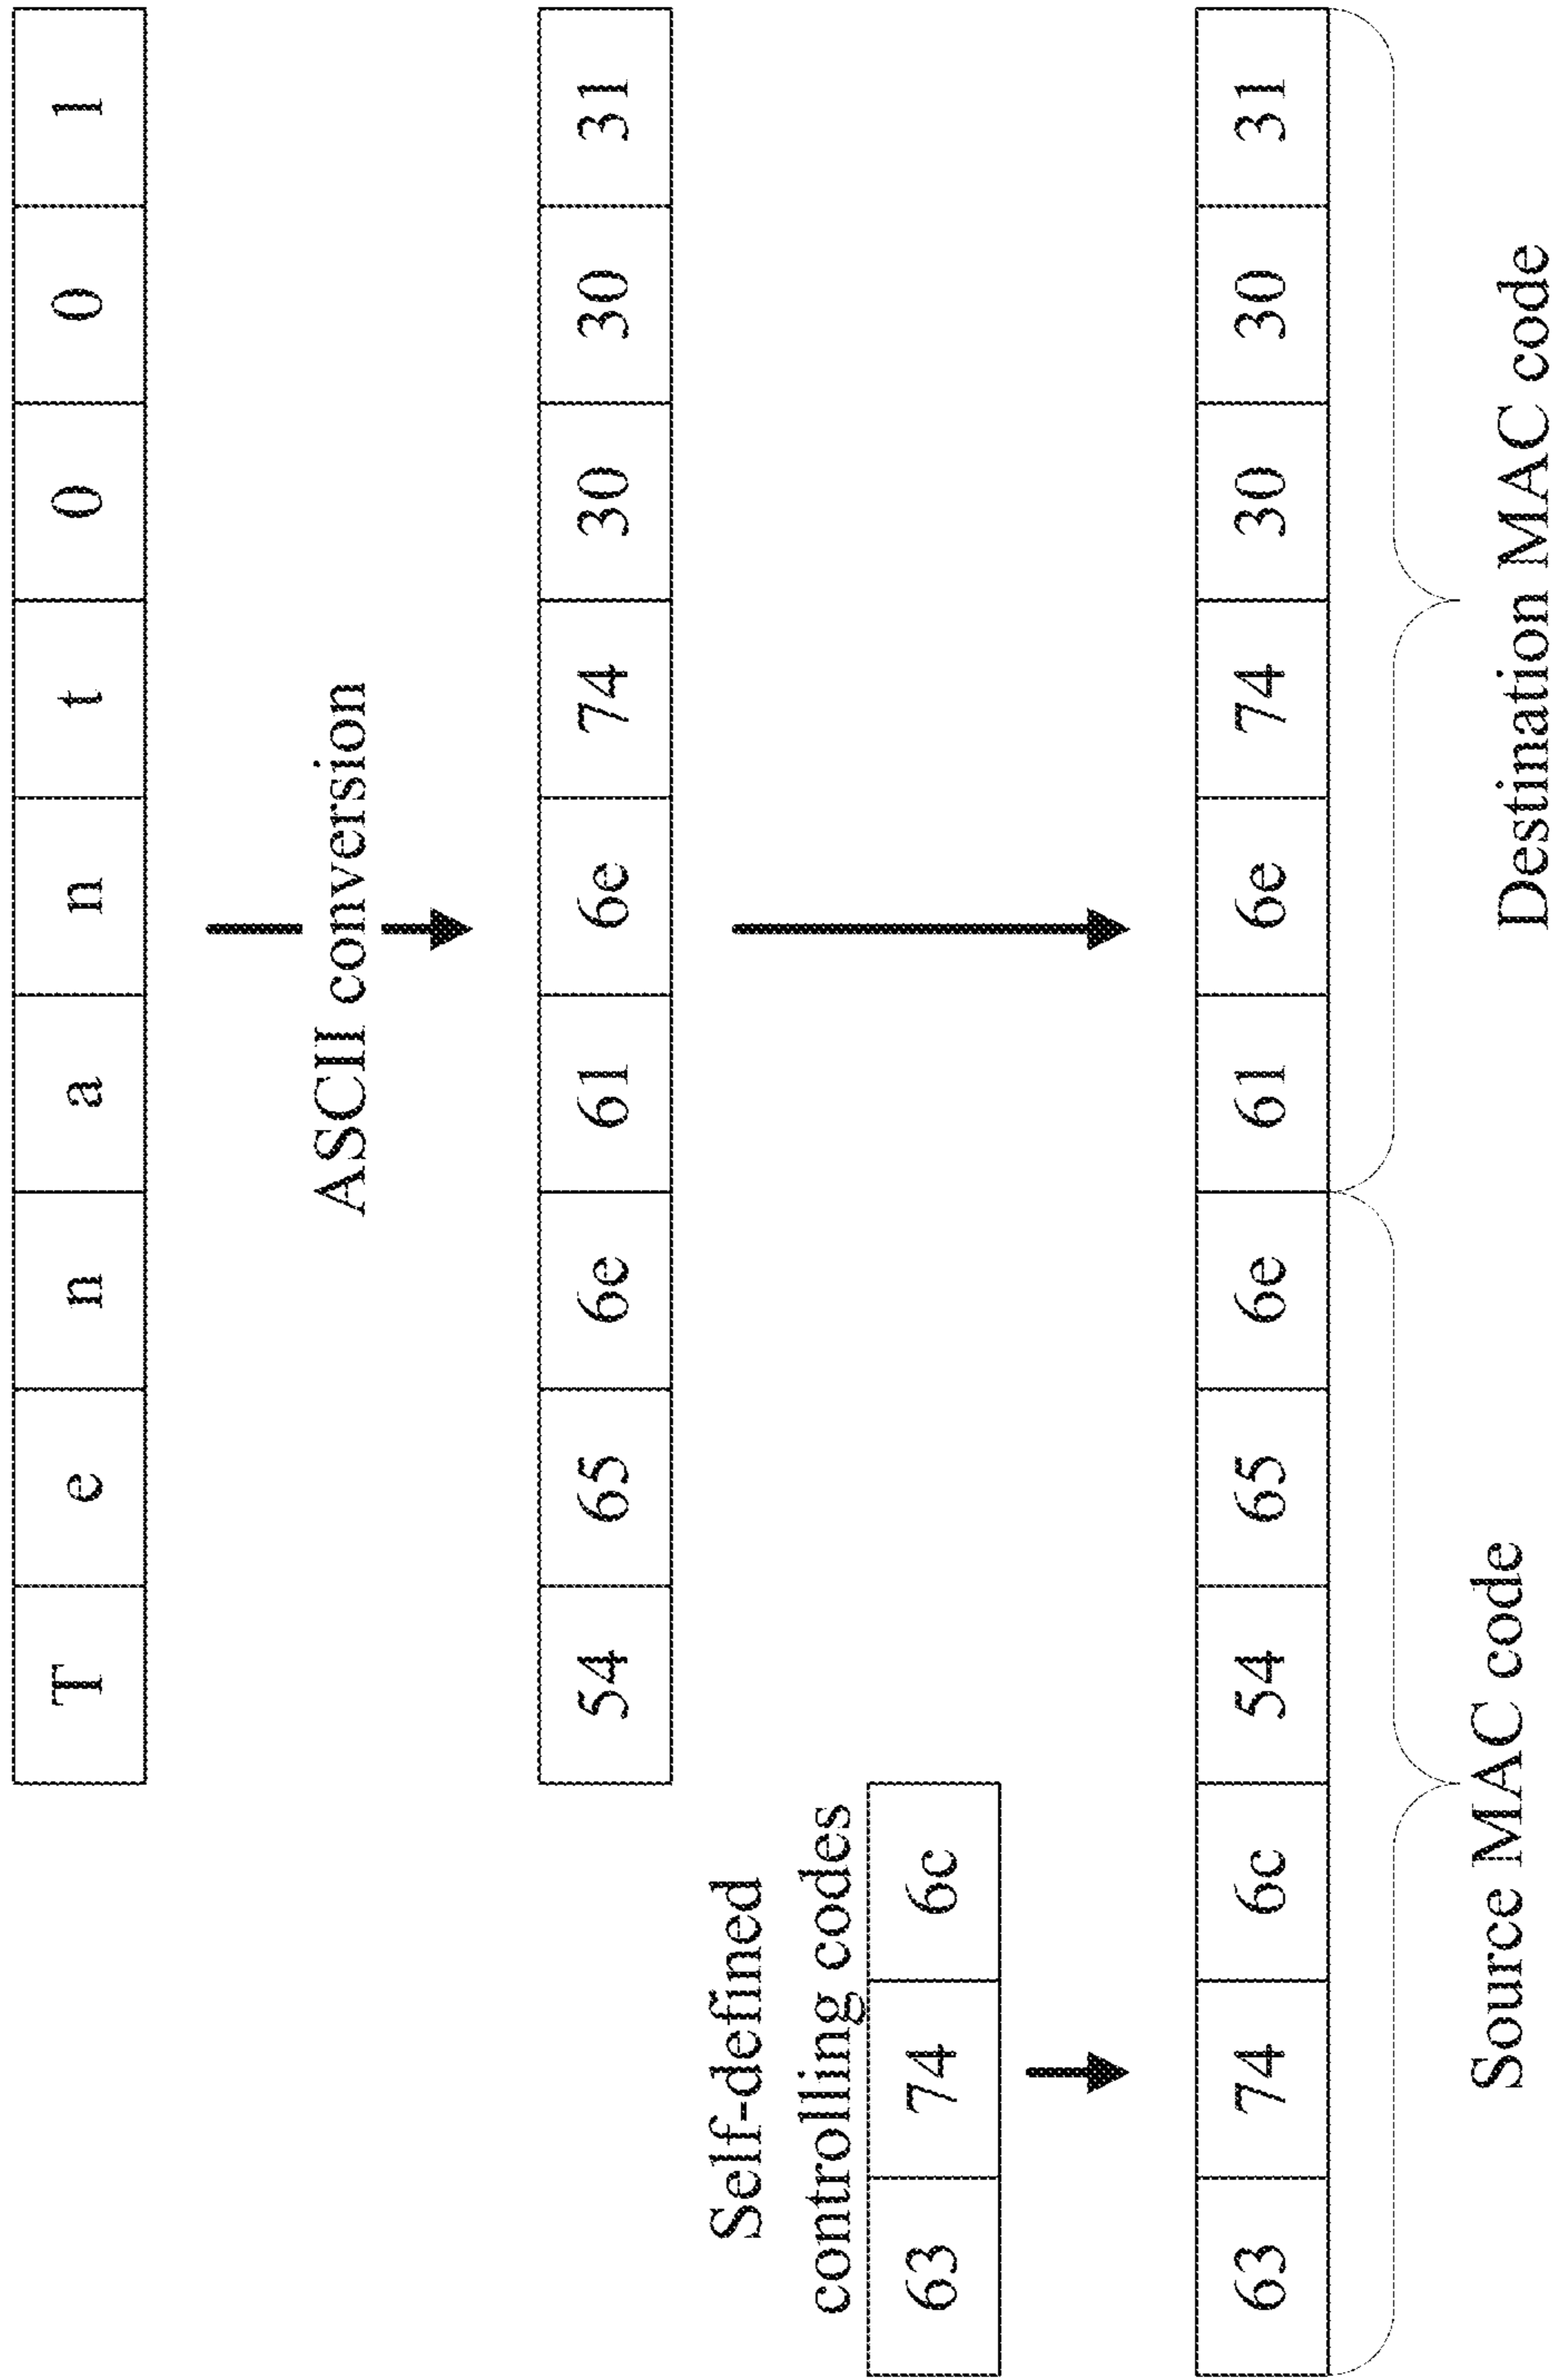 T e n a n t 0 0 1
ASCII conversion
54 65 6e 61 6e 74 30 30 31
Self-defined
controlling codes
63 74 6c
63 74 6c 54 65 6e 61 6e 74 30 30 31
Source MAC code
Destination MAC code